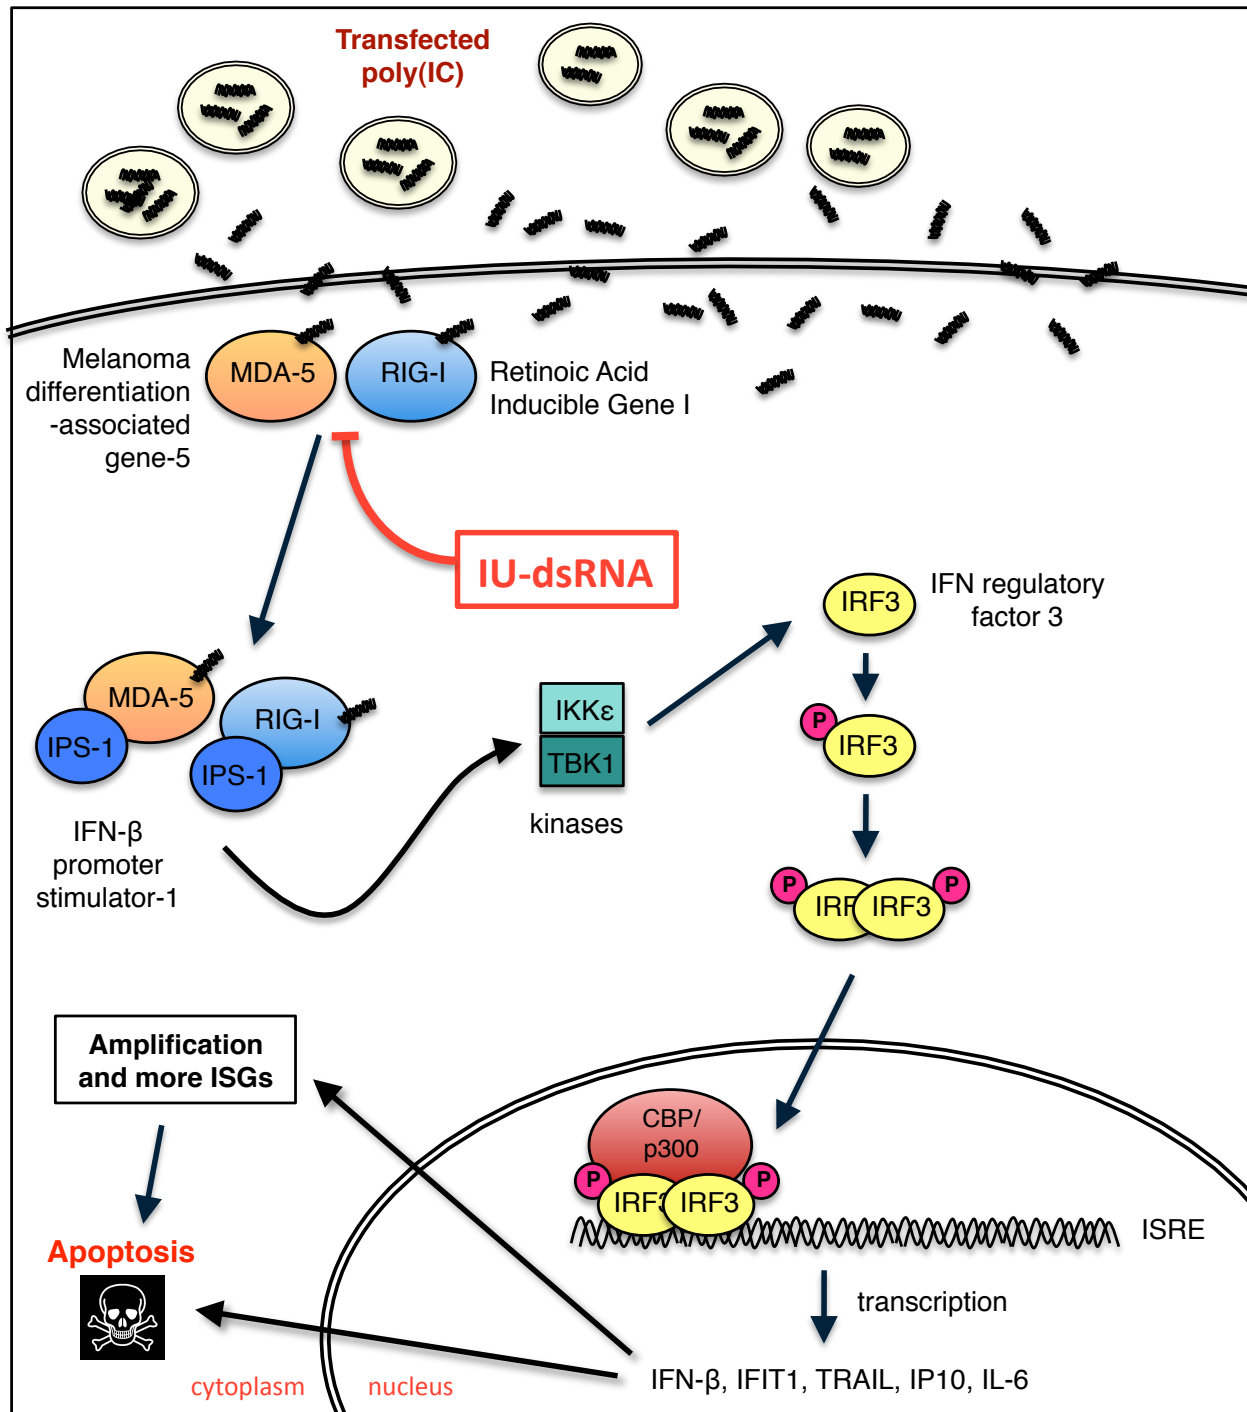 Transfected
poly(IC)
MDA-5
RIG-I
Melanoma
differentiation
-associated
gene-5
Retinoic Acid
Inducible Gene I
IU-dsRNA
IRF3
IFN regulatory
factor 3
MDA-5
RIG-I
IPS-1
IPS-1
IKKε
TBK1
P
IRF3
kinases
IFN-β
promoter
stimulator-1
P
P
IRF
IRF3
Amplification
and more ISGs
CBP/
p300
P
P
IRF3
IRF3
ISRE
Apoptosis
transcription
IFN-β, IFIT1, TRAIL, IP10, IL-6
cytoplasm
nucleus